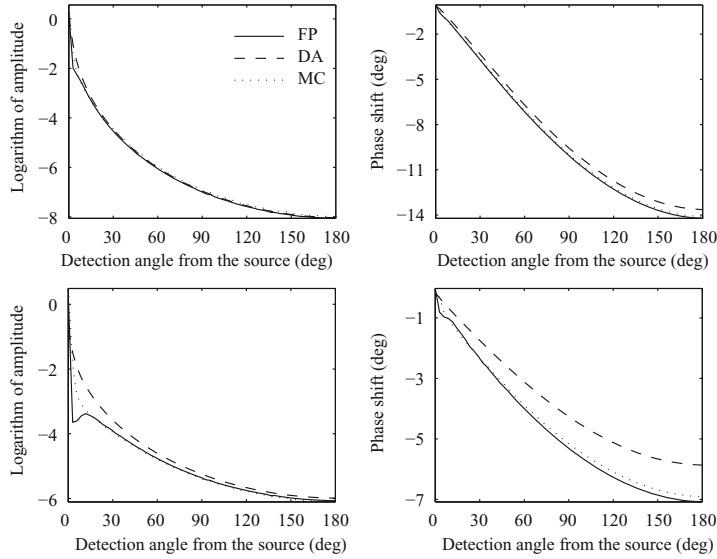 0
−2
−4
−6
−8
Logarithm of amplitude
FP
DA
MC
0 30 60 90 120 150 180
Detection angle from the source (deg)
−2
−5
−8
−11
−14
Phase shift (deg)
0 30 60 90 120 150 180
Detection angle from the source (deg)
0
−2
−4
−6
Logarithm of amplitude
0 30 60 90 120 150 180
Detection angle from the source (deg)
−1
−3
−5
−7
Phase shift (deg)
0 30 60 90 120 150 180
Detection angle from the source (deg)